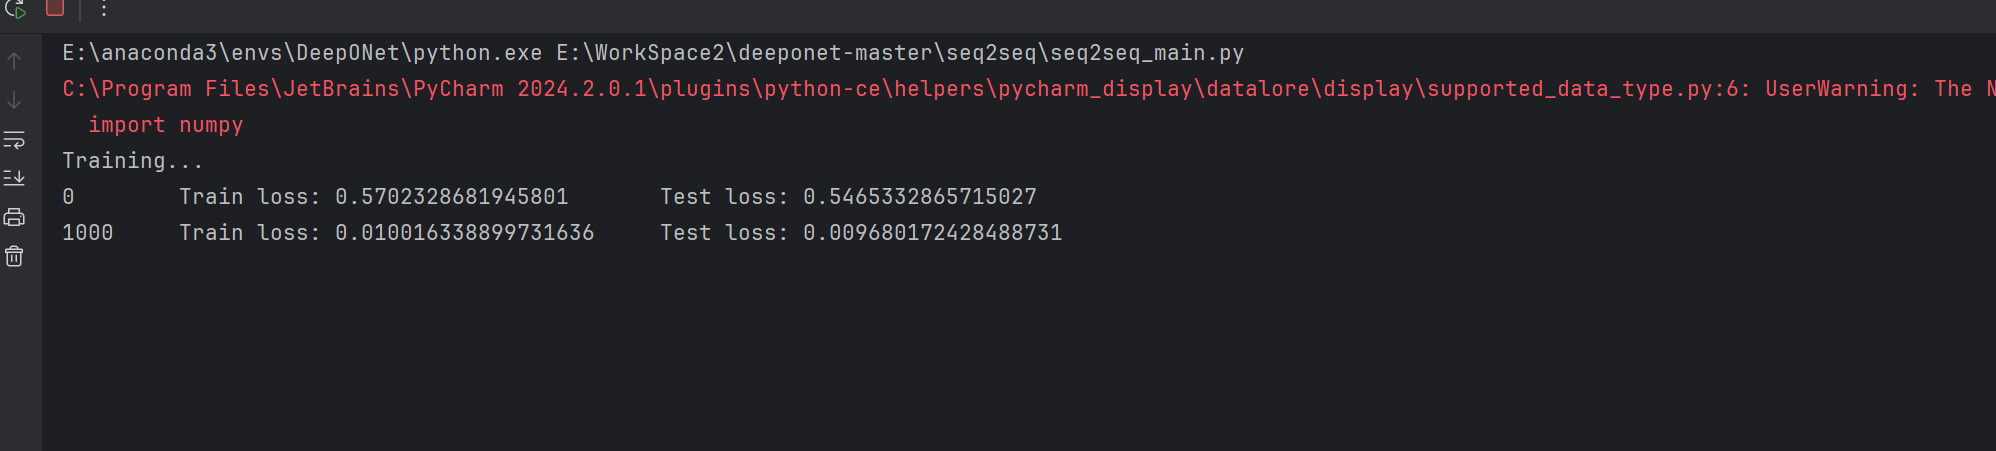 E:\anaconda3\envs\DeepONet\python.exe E:\WorkSpace2\deeponet-master\seq2seq\seq2seq_main.py
C:\Program Files\JetBrains\PyCharm 2024.2.0.1\plugins\python-ce\helpers\pycharm_display\datalore\display\supported_data_type.py:6: UserWarning: The N
import numpy
Training...
0 Train loss: 0.5702328681945801 Test loss: 0.5465332865715027
1000 Train loss: 0.010016338899731636 Test loss: 0.009680172428488731